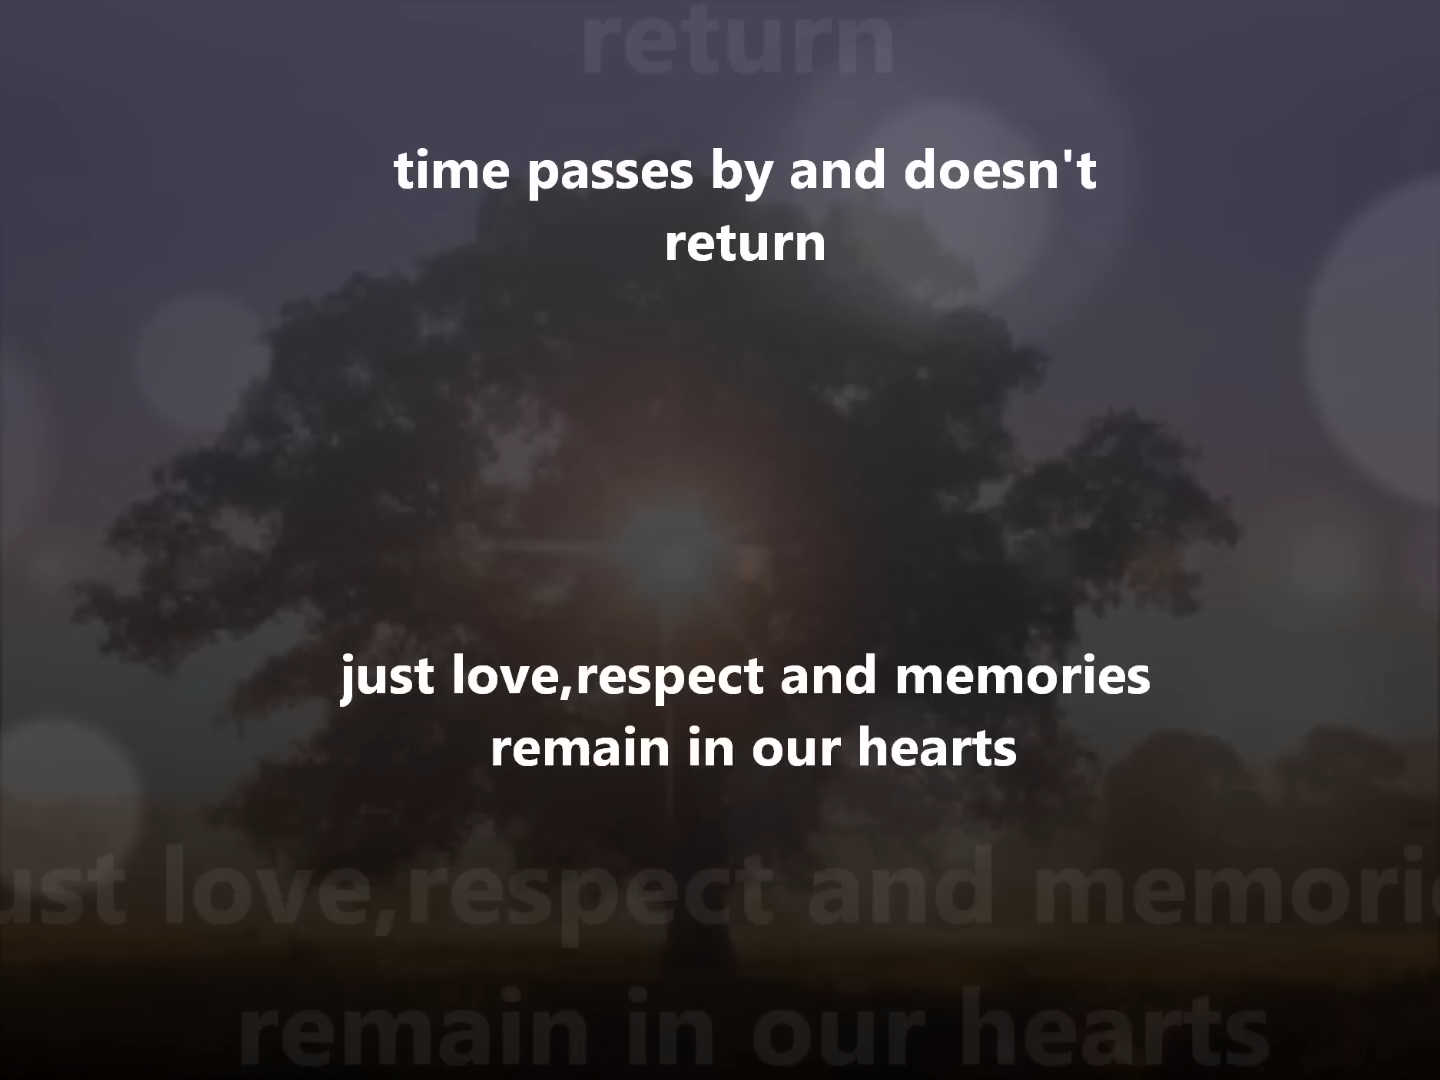 return
time passes by and doesn't
return
just love,respect and memories
remain in our hearts
ust love,respect and memorie
remain in our hearts